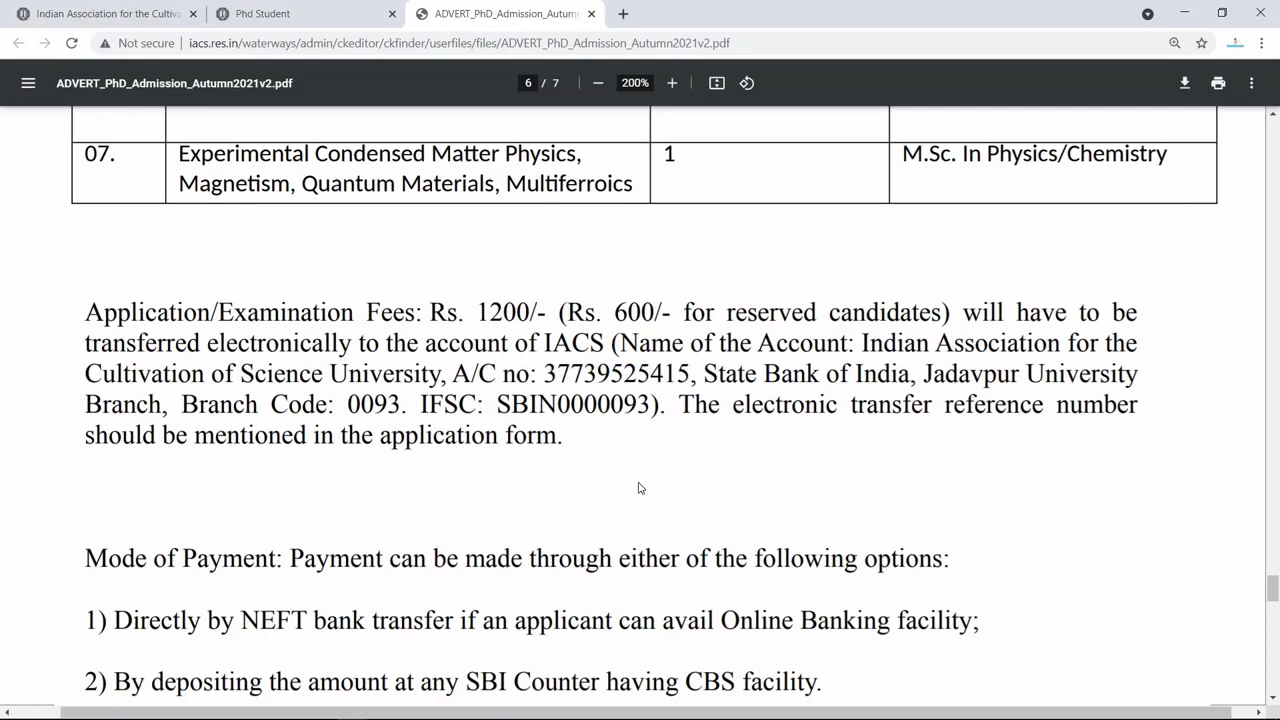 Indian Association for the Cultiva
Phd Student
ADVERT_PhD_Admission_Autumn
Not secure
iacs.res.in/waterways/admin/ckeditor/ckfinder/userfiles/files/ADVERT_PhD_Admission_Autumn2021v2.pdf
ADVERT_PhD_Admission_Autumn2021v2.pdf
6 / 7
200%
07.
Experimental Condensed Matter Physics,
Magnetism, Quantum Materials, Multiferroics
1
M.Sc. In Physics/Chemistry
Application/Examination Fees: Rs. 1200/- (Rs. 600/- for reserved candidates) will have to be
transferred electronically to the account of IACS (Name of the Account: Indian Association for the
Cultivation of Science University, A/C no: 37739525415, State Bank of India, Jadavpur University
Branch, Branch Code: 0093. IFSC: SBIN0000093). The electronic transfer reference number
should be mentioned in the application form.
Mode of Payment: Payment can be made through either of the following options:
1) Directly by NEFT bank transfer if an applicant can avail Online Banking facility;
2) By depositing the amount at any SBI Counter having CBS facility.